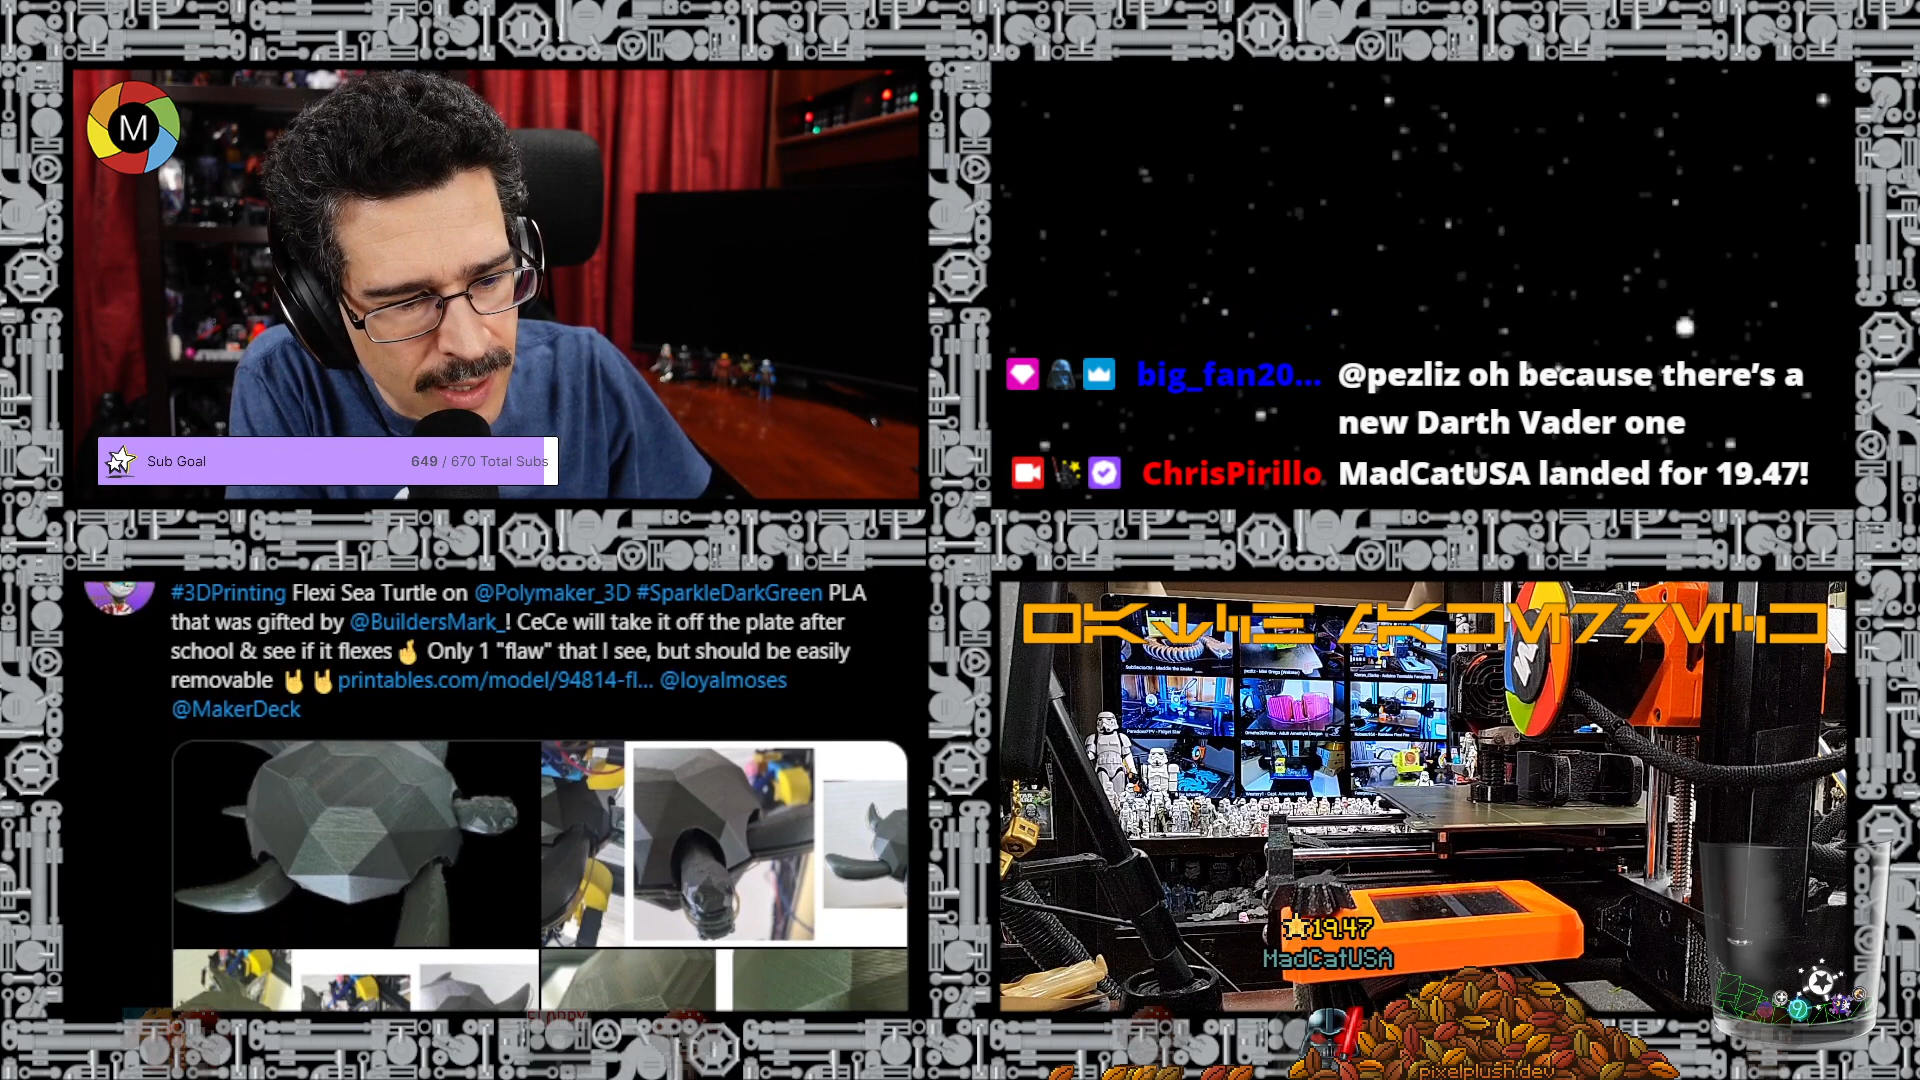 M
Sub Goal
649 / 670 Total Subs
big_fan20... @pezliz oh because there’s a
new Darth Vader one
ChrisPirillo MadCatUSA landed for 19.47!
#3DPrinting Flexi Sea Turtle on @Polymaker_3D #SparkleDarkGreen PLA
that was gifted by @BuildersMark_! CeCe will take it off the plate after
school & see if it flexes🤞 Only 1 "flaw" that I see, but should be easily
removable 🤘🤘printables.com/model/94814-fl... @loyalmoses
@MakerDeck
19.47
MadCatUSA
pixelplush.dev